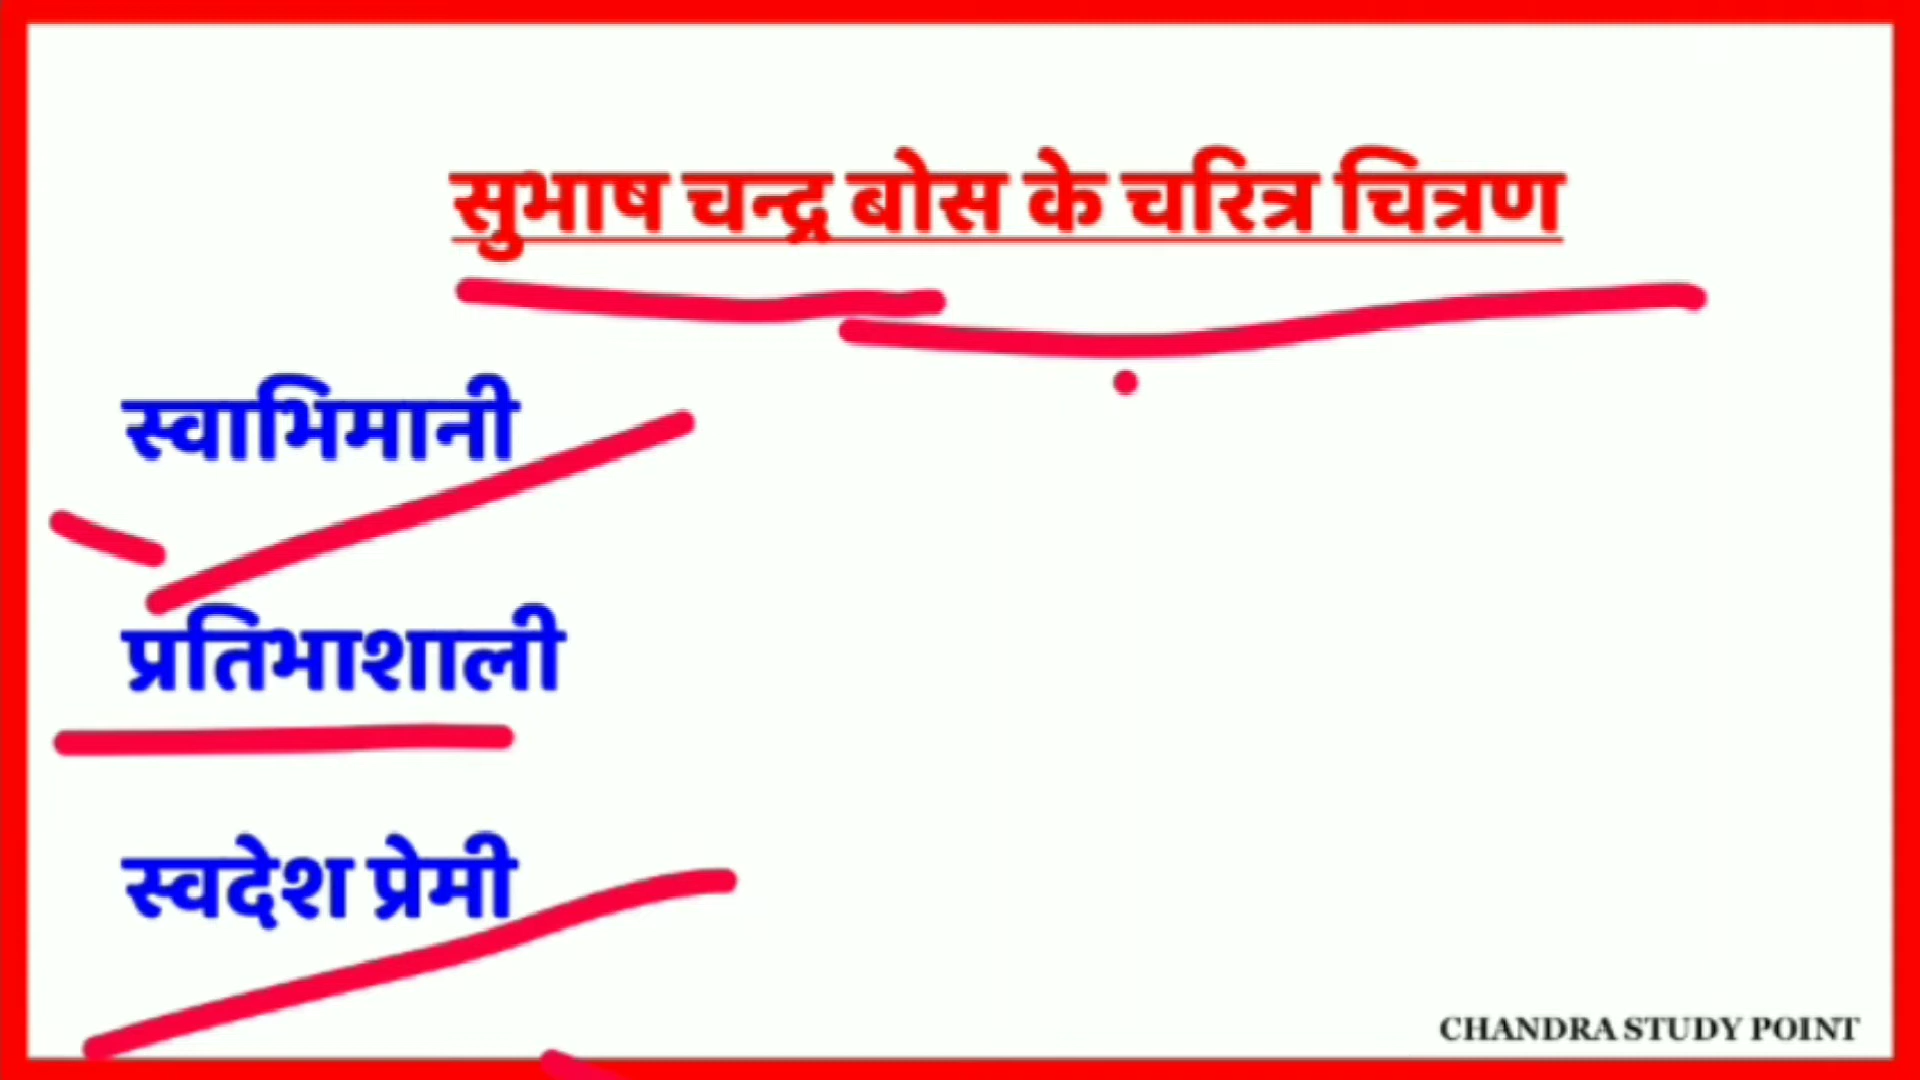 सुभाष चन्द्र बोस के चरित्र चित्रण
स्वाभिमानी
प्रतिभाशाली
स्वदेश प्रेमी
CHANDRA STUDY POINT